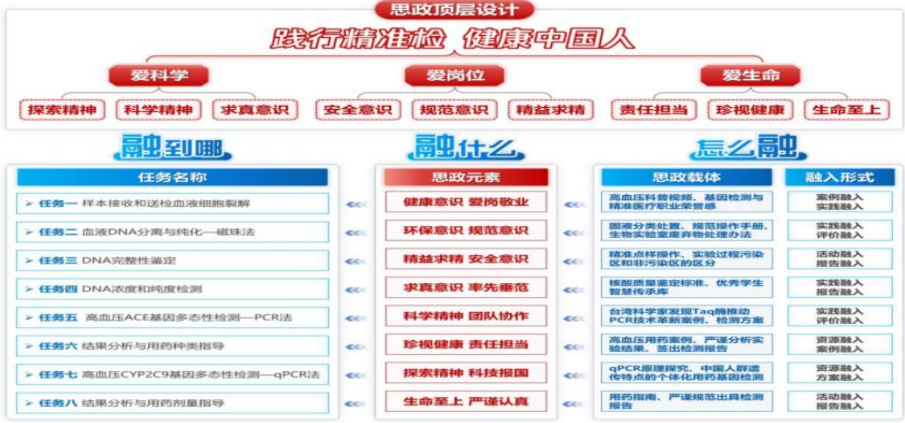 思政顶层设计
践行精准检 健康中国人
爱科学 爱岗位 爱生命
探索精神 科学精神 求真意识 安全意识 规范意识 精益求精 责任担当 珍视健康 生命至上
融到哪 融什么 怎么融
任务名称 思政元素 思政载体 融入形式
任务一 样本接收和送检血液细胞裂解
健康意识 爱岗敬业
高血压科普视频、基因检测与
精准医疗职业荣誉感
案例融入
实践融入
任务二 血液DNA分离与纯化—磁珠法
环保意识 规范意识
固液分类处置、规范操作手册、
生物实验室废弃物处理办法
实践融入
评价融入
任务三 DNA完整性鉴定
精益求精 安全意识
精准点样操作、实验过程污染
区和非污染区的区分
活动融入
报告融入
任务四 DNA浓度和纯度检测
求真意识 率先垂范
核酸质量鉴定标准、优秀学生
智慧传承库
实践融入
报告融入
任务五 高血压ACE基因多态性检测—PCR法
科学精神 团队协作
台湾科学家发现Taq酶推动
PCR技术革新案例、检测方案
实践融入
评价融入
任务六 结果分析与用药种类指导
珍视健康 责任担当
高血压用药案例、严谨分析实
验结果、签出检测报告
资源融入
案例融入
任务七 高血压CYP2C9基因多态性检测—qPCR法
探索精神 科技报国
qPCR原理探究、中国人群遗
传特点的个体化用药基因检测
资源融入
方案融入
任务八 结果分析与用药剂量指导
生命至上 严谨认真
用药指南、严谨规范出具检测
报告
活动融入
报告融入